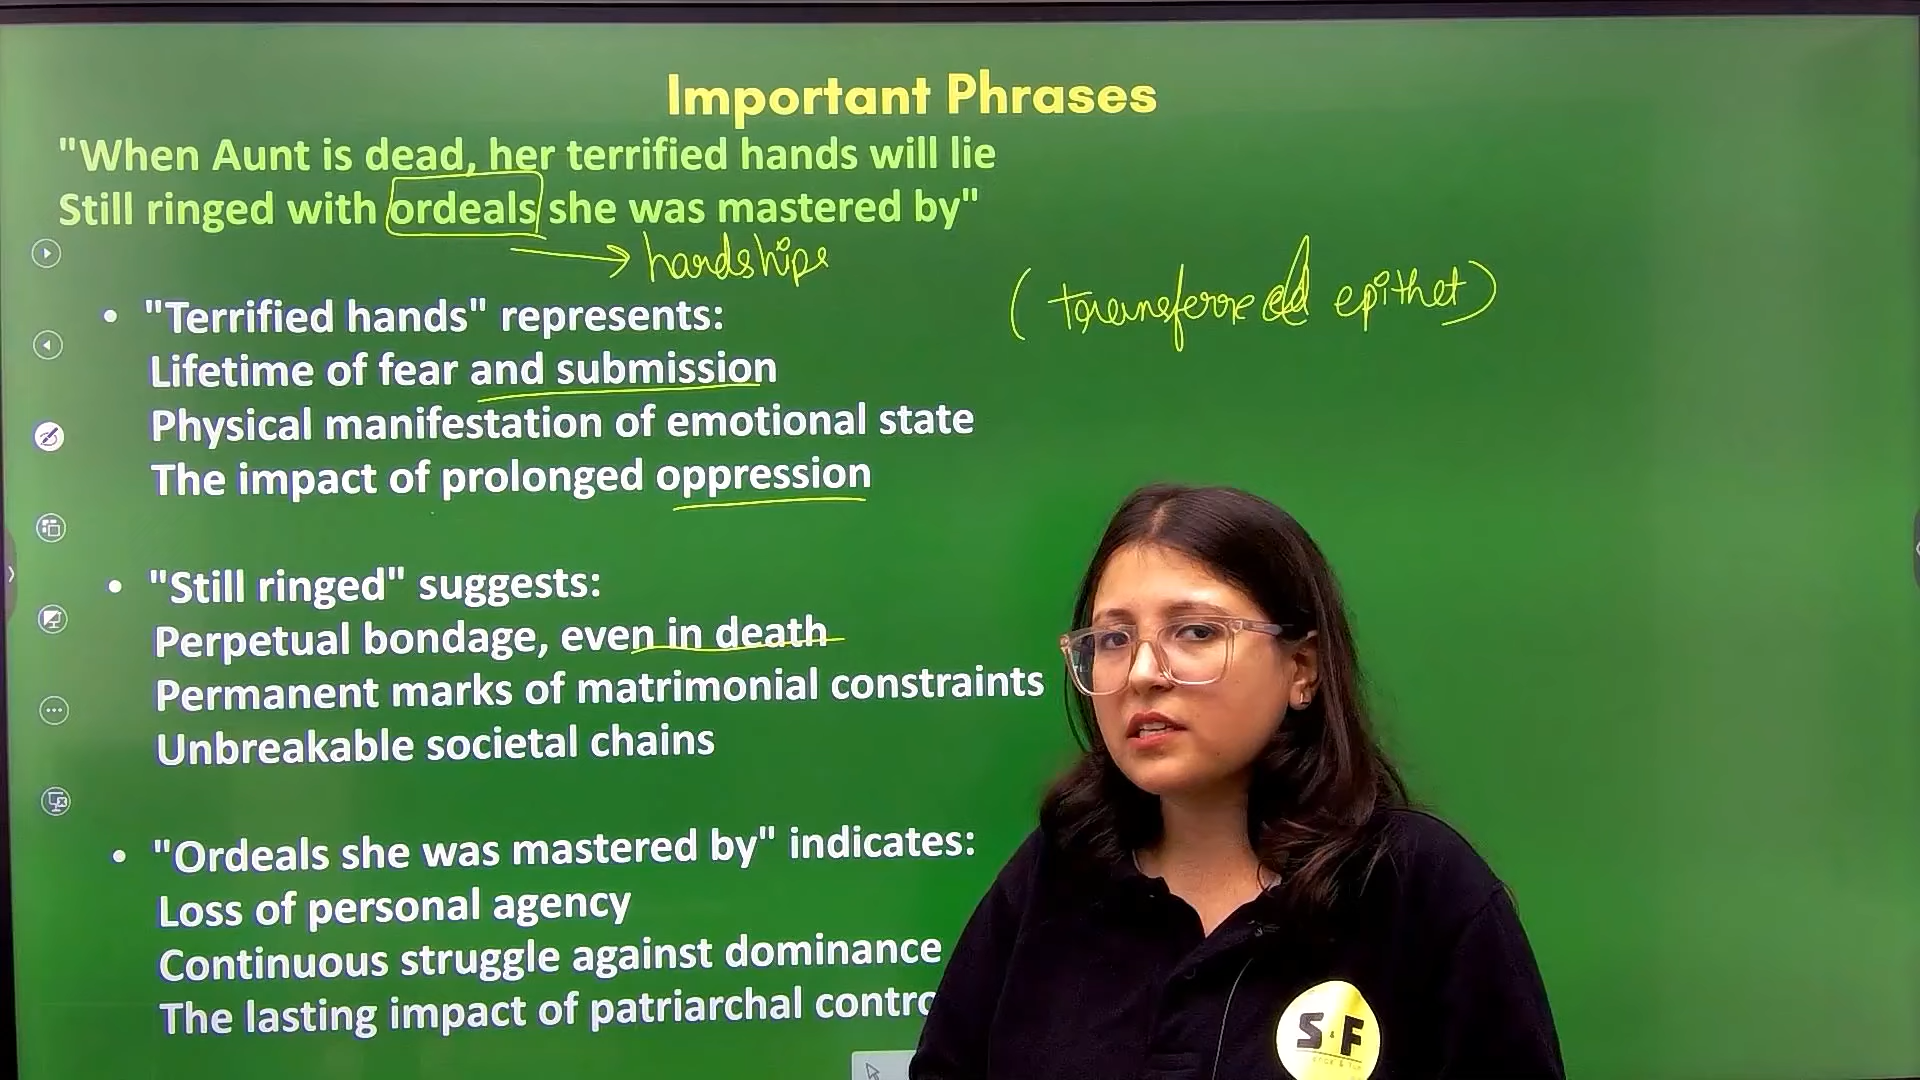 Important Phrases
"When Aunt is dead, her terrified hands will lie
Still ringed with ordeals she was mastered by"
hardships
(transferred epithet)
• "Terrified hands" represents:
Lifetime of fear and submission
Physical manifestation of emotional state
The impact of prolonged oppression
• "Still ringed" suggests:
Perpetual bondage, even in death
Permanent marks of matrimonial constraints
Unbreakable societal chains
• "Ordeals she was mastered by" indicates:
Loss of personal agency
Continuous struggle against dominance
The lasting impact of patriarchal contro
S&F